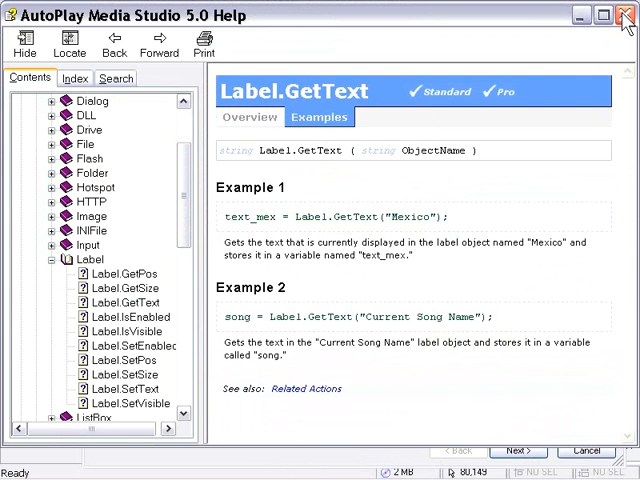 AutoPlay Media Studio 5.0 Help
Hide Locate Back Forward Print
Contents Index Search
Dialog
DLL
Drive
File
Flash
Folder
Hotspot
HTTP
Image
INIFile
Input
Label
Label.GetPos
Label.GetSize
Label.GetText
Label.IsEnabled
Label.IsVisible
Label.SetEnabled
Label.SetPos
Label.SetSize
Label.SetText
Label.SetVisible
ListBox
Label.GetText Standard Pro
Overview Examples
string Label.GetText ( string ObjectName )
Example 1
text_mex = Label.GetText("Mexico");
Gets the text that is currently displayed in the label object named "Mexico" and
stores it in a variable named "text_mex."
Example 2
song = Label.GetText("Current Song Name");
Gets the text in the "Current Song Name" label object and stores it in a variable
called "song."
See also: Related Actions
< Back Next > Cancel
Ready 2 MB 80,149 NO SEL NO SEL